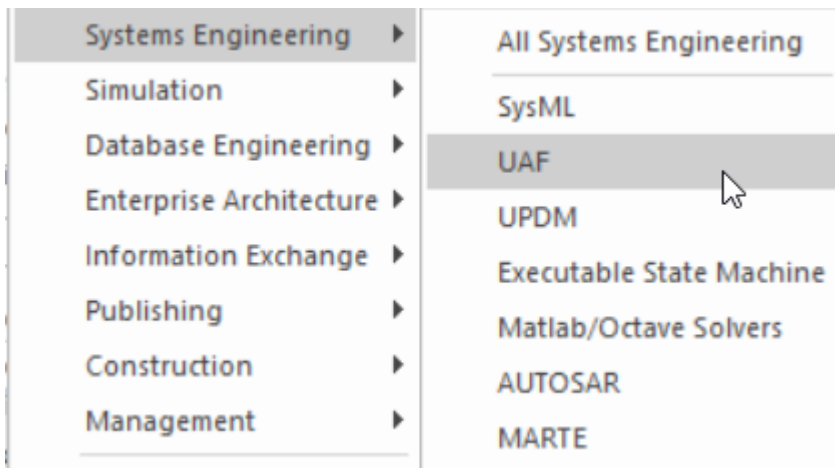 Systems Engineering
Simulation
Database Engineering
Enterprise Architecture
Information Exchange
Publishing
Construction
Management
All Systems Engineering
SysML
UAF
UPDM
Executable State Machine
Matlab/Octave Solvers
AUTOSAR
MARTE